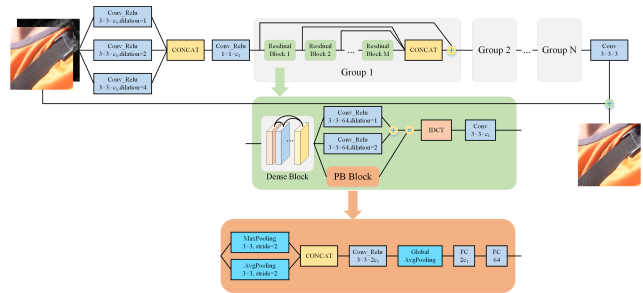 Conv_Relu
3×3×c₁,dilation=1
Conv_Relu
3×3×c₁,dilation=2
Conv_Relu
3×3×c₁,dilation=4
CONCAT
Conv_Relu
1×1×c₁
Resdinal
Block 1
Resdinal
Block 2
...
Resdinal
Block M
CONCAT
Group 1
Group 2
...
Group N
Conv
3×3×3
Dense Block
Conv_Relu
3×3×64,dilation=1
Conv_Relu
3×3×64,dilation=2
PB Block
IDCT
Conv
3×3×c₁
MaxPooling
3×3, stride=2
AvgPooling
3×3, stride=2
CONCAT
Conv_Relu
3×3×2c₁
Global
AvgPooling
FC
2c₁
FC
64